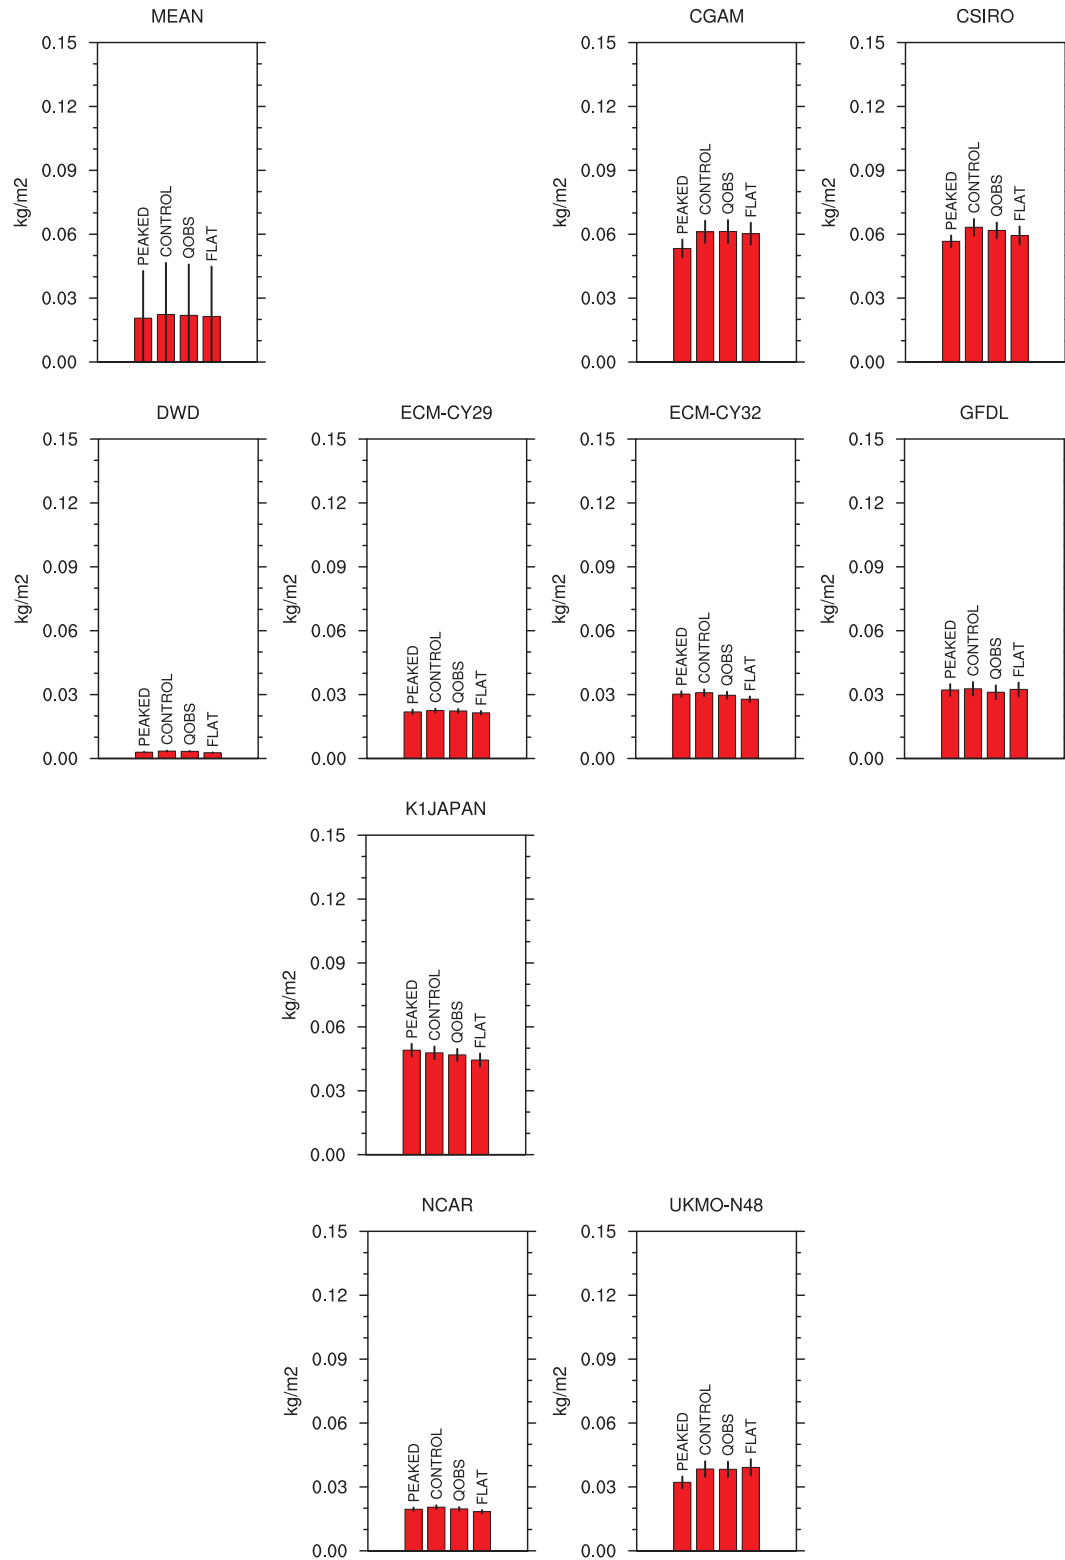 MEAN
kg/m2
0.15
0.12
0.09
0.06
0.03
0.00
PEAKED
CONTROL
QOBS
FLAT
CGAM
kg/m2
0.15
0.12
0.09
0.06
0.03
0.00
PEAKED
CONTROL
QOBS
FLAT
CSIRO
kg/m2
0.15
0.12
0.09
0.06
0.03
0.00
PEAKED
CONTROL
QOBS
FLAT
DWD
kg/m2
0.15
0.12
0.09
0.06
0.03
0.00
PEAKED
CONTROL
QOBS
FLAT
ECM-CY29
kg/m2
0.15
0.12
0.09
0.06
0.03
0.00
PEAKED
CONTROL
QOBS
FLAT
ECM-CY32
kg/m2
0.15
0.12
0.09
0.06
0.03
0.00
PEAKED
CONTROL
QOBS
FLAT
GFDL
kg/m2
0.15
0.12
0.09
0.06
0.03
0.00
PEAKED
CONTROL
QOBS
FLAT
K1JAPAN
kg/m2
0.15
0.12
0.09
0.06
0.03
0.00
PEAKED
CONTROL
QOBS
FLAT
NCAR
kg/m2
0.15
0.12
0.09
0.06
0.03
0.00
PEAKED
CONTROL
QOBS
FLAT
UKMO-N48
kg/m2
0.15
0.12
0.09
0.06
0.03
0.00
PEAKED
CONTROL
QOBS
FLAT